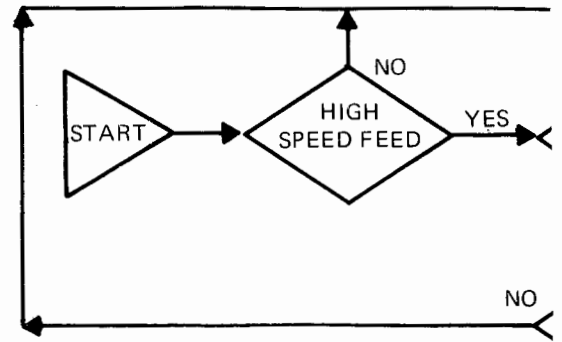 NO
HIGH
SPEED FEED
START
YES
NO